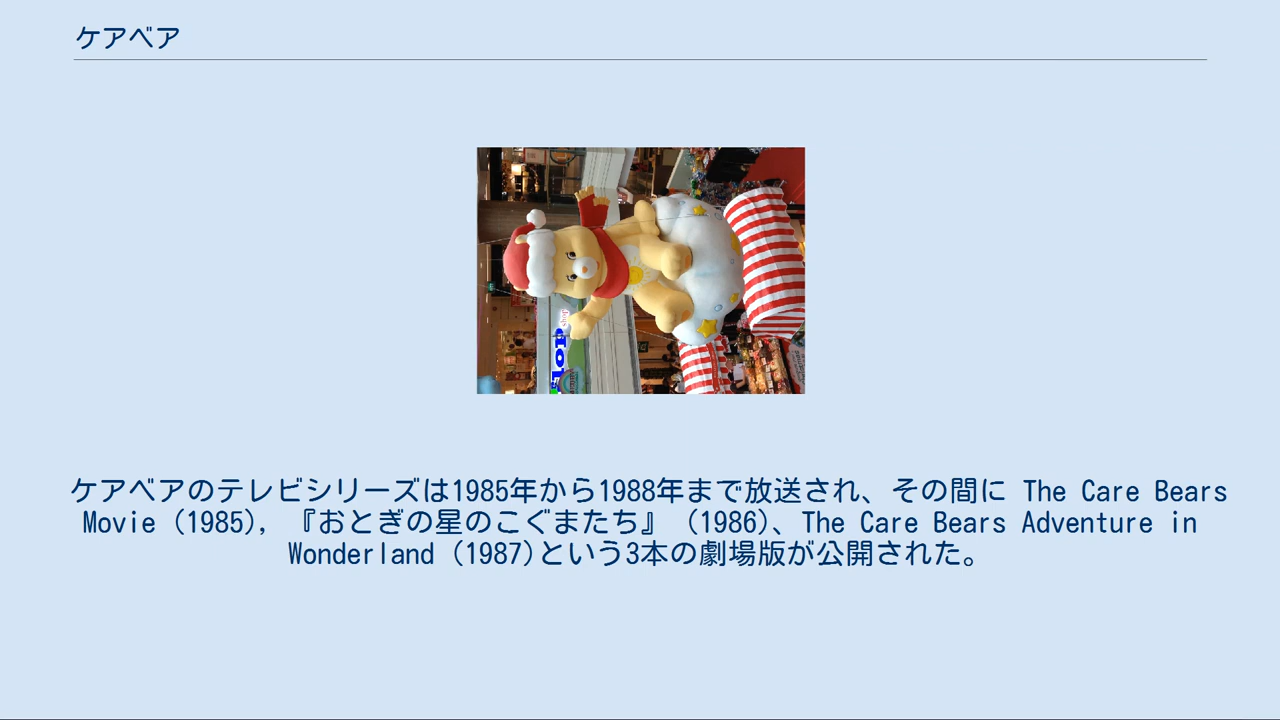 ケアベア
shop
ケアベアのテレビシリーズは1985年から1988年まで放送され、その間に The Care Bears
Movie (1985), 『おとぎの星のこぐまたち』 (1986)、The Care Bears Adventure in
Wonderland (1987)という3本の劇場版が公開された。